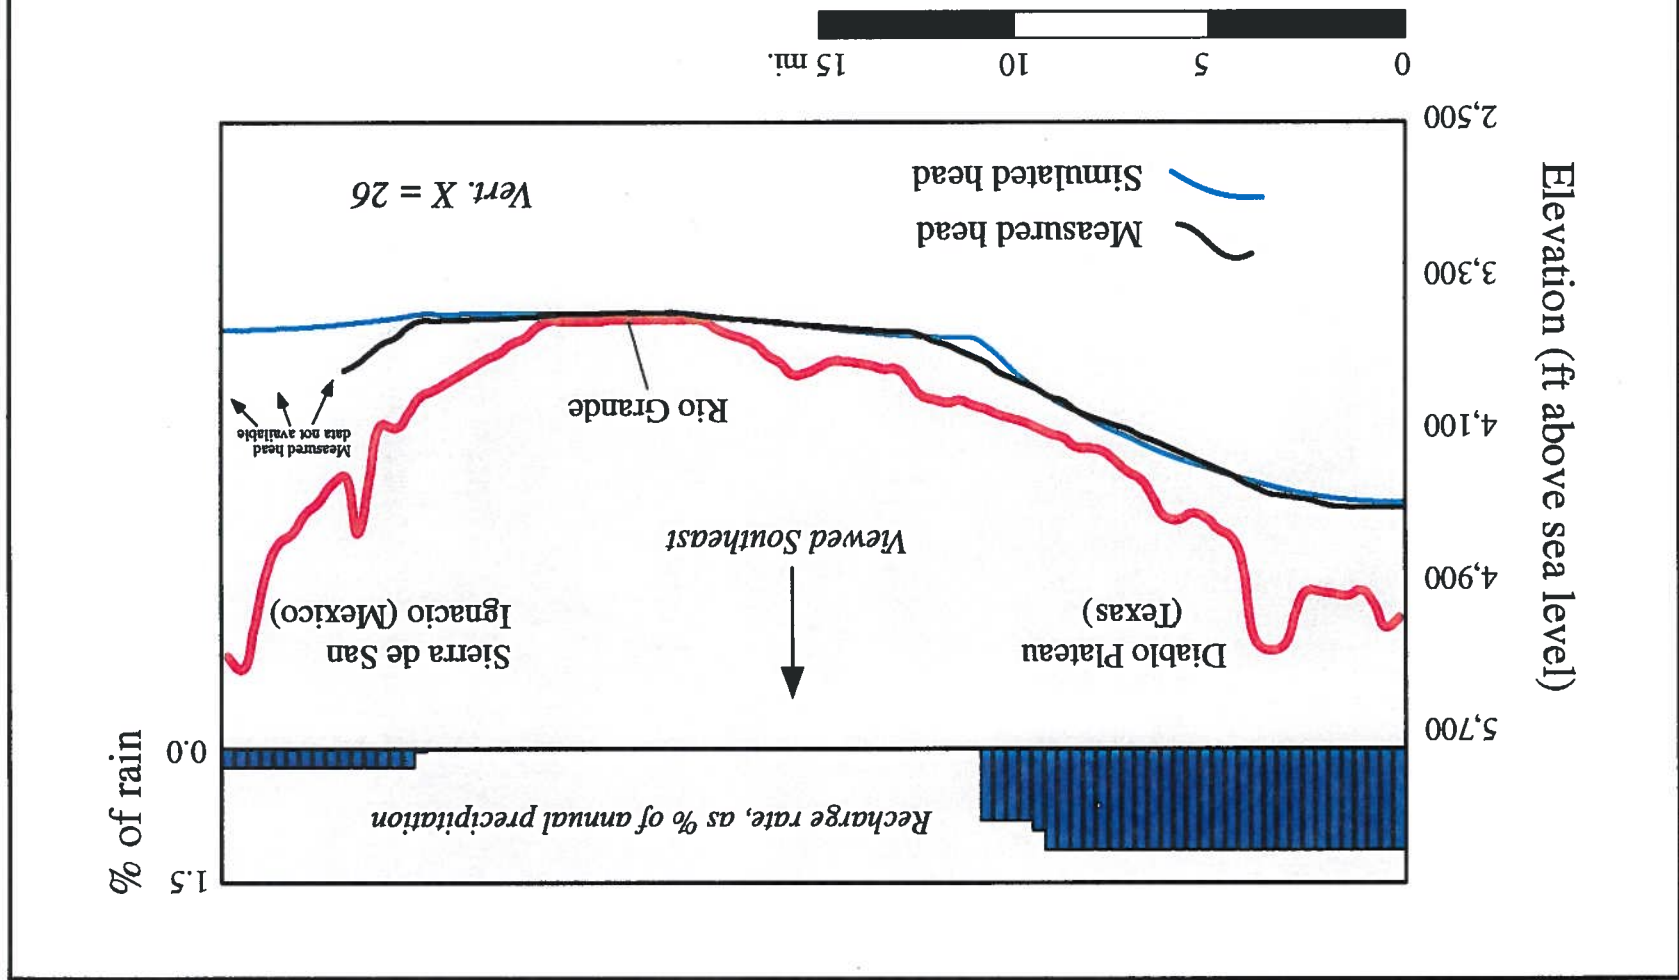 1.5
% of rain
0.0
Recharge rate, as % of annual precipitation
5,700
4,900
4,100
3,300
2,500
Elevation (ft above sea level)
Diablo Plateau
(Texas)
Viewed Southeast
Sierra de San
Ignacio (Mexico)
Rio Grande
Measured head
data not available
Measured head
Simulated head
Vert. X = 26
0
5
10
15 mi.